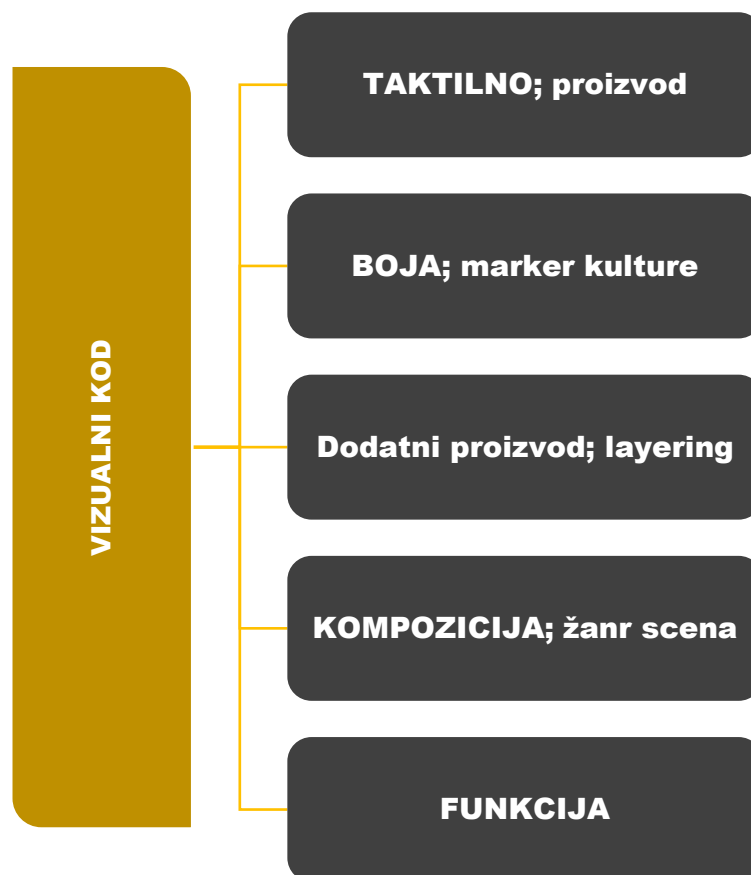 VIZUALNI KOD
TAKTILNO; proizvod
BOJA; marker kulture
Dodatni proizvod; layering
KOMPOZICIJA; žanr scena
FUNKCIJA